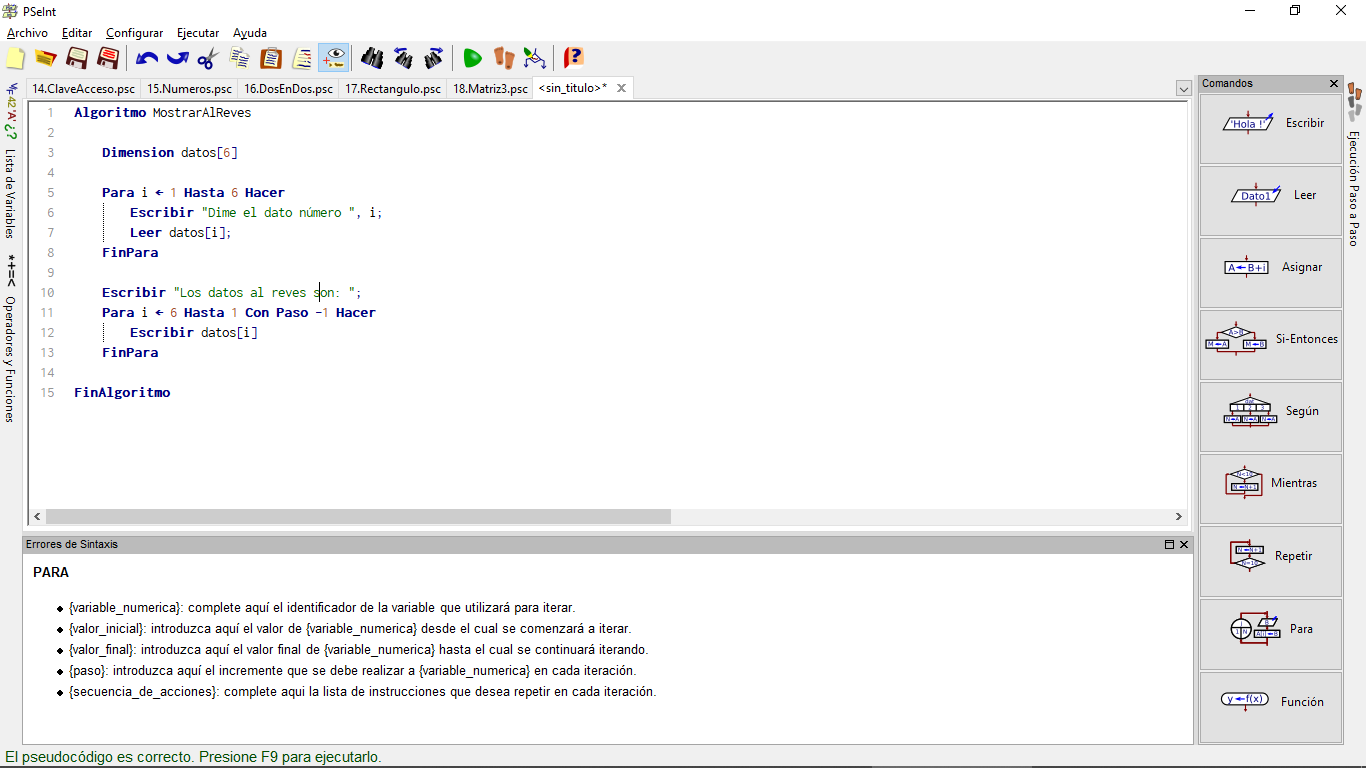 PSeInt
Archivo Editar Configurar Ejecutar Ayuda
14.ClaveAcceso.psc 15.Numeros.psc 16.DosEnDos.psc 17.Rectangulo.psc 18.Matriz3.psc <sin_titulo>*
1 Algoritmo MostrarAlReves
2
3 Dimension datos[6]
4
5 Para i ← 1 Hasta 6 Hacer
6 Escribir "Dime el dato número ", i;
7 Leer datos[i];
8 FinPara
9
10 Escribir "Los datos al reves son: ";
11 Para i ← 6 Hasta 1 Con Paso -1 Hacer
12 Escribir datos[i]
13 FinPara
14
15 FinAlgoritmo
42 'A' ¿?
Lista de Variables
*+=<
Operadores y Funciones
Errores de Sintaxis
PARA
{variable_numerica}: complete aquí el identificador de la variable que utilizará para iterar.
{valor_inicial}: introduzca aquí el valor de {variable_numerica} desde el cual se comenzará a iterar.
{valor_final}: introduzca aquí el valor final de {variable_numerica} hasta el cual se continuará iterando.
{paso}: introduzca aquí el incremente que se debe realizar a {variable_numerica} en cada iteración.
{secuencia_de_acciones}: complete aqui la lista de instrucciones que desea repetir en cada iteración.
Comandos
'Hola !' Escribir
Dato1 Leer
A←B+i Asignar
A>B M←A M←B Si-Entonces
dat 1 2 3 N←A N←A N←A Según
N<10 N←N+1 Mientras
N←N+1 N=10 Repetir
Para
y←f(x) Función
Ejecución Paso a Paso
El pseudocódigo es correcto. Presione F9 para ejecutarlo.